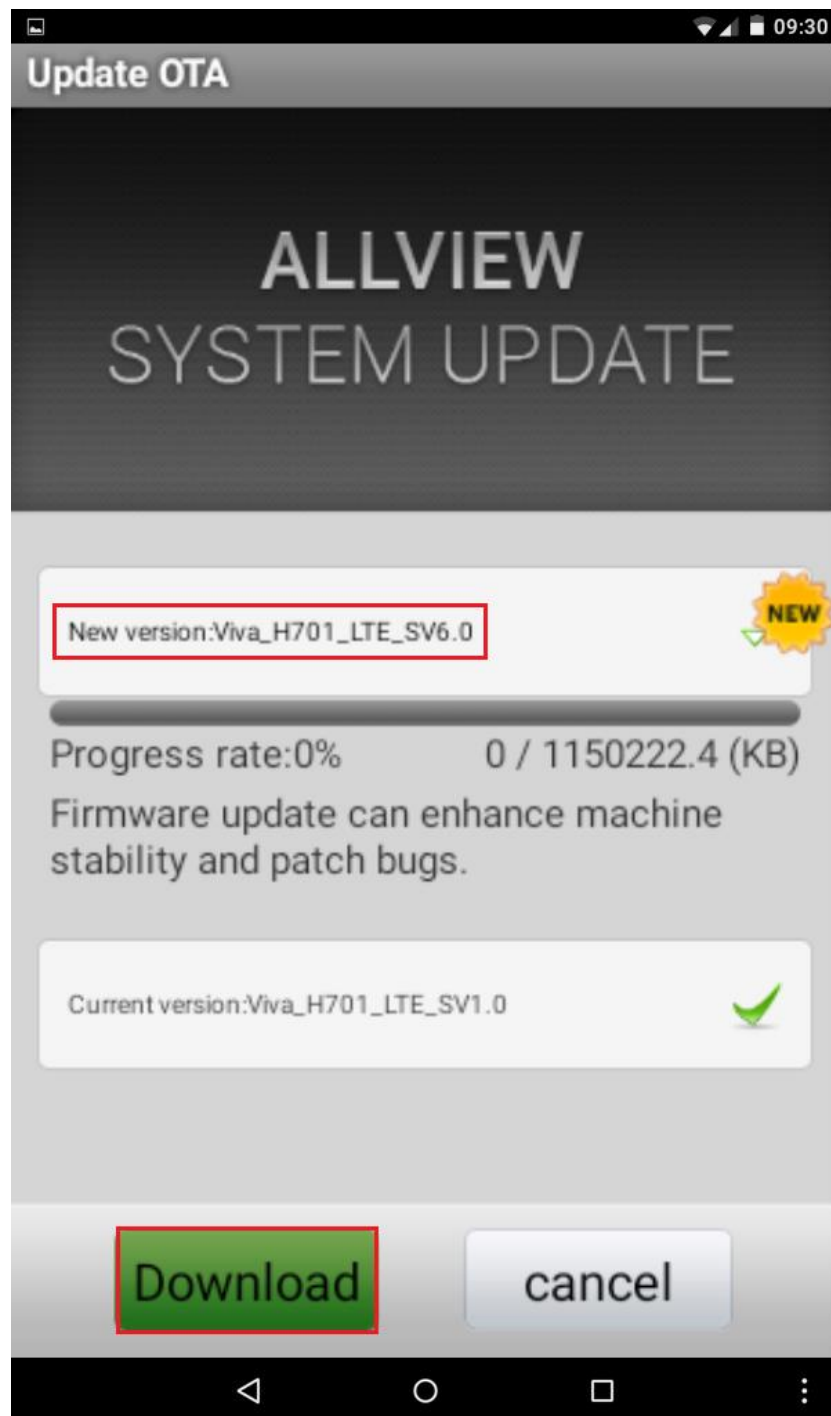 09:30
Update OTA
ALLVIEW
SYSTEM UPDATE
New version:Viva_H701_LTE_SV6.0
NEW
Progress rate:0% 0 / 1150222.4 (KB)
Firmware update can enhance machine
stability and patch bugs.
Current version:Viva_H701_LTE_SV1.0
Download cancel